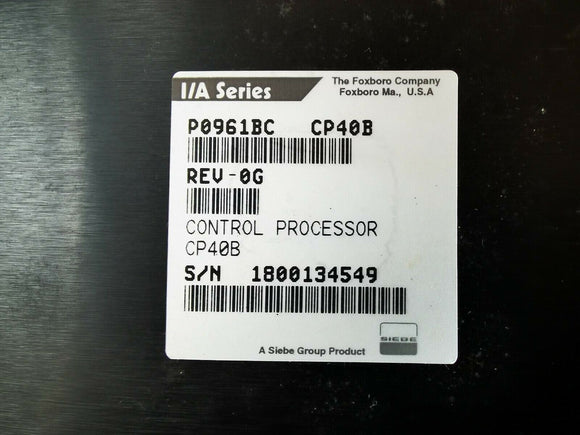 I/A Series
The Foxboro Company
Foxboro Ma., U.S.A
P0961BC CP40B
REV-0G
CONTROL PROCESSOR
CP40B
S/N 1800134549
SIEBE
A Siebe Group Product